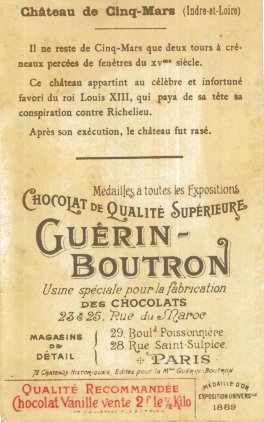 Château de Cinq-Mars (Indre-et-Loire)
Il ne reste de Cinq-Mars que deux tours à cré-
neaux percées de fenêtres du XVme siècle.
Ce château appartint au célèbre et infortuné
favori du roi Louis XIII, qui paya de sa tête sa
conspiration contre Richelieu.
Après son exécution, le château fut rasé.
Médailles à toutes les Expositions
CHOCOLAT DE QUALITÉ SUPÉRIEURE
GUÉRIN-
BOUTRON
Usine spéciale pour la fabrication
DES CHOCOLATS
23 & 25, Rue du Maroc
MAGASINS
DE
DÉTAIL
29, Bould Poissonnière
28, Rue Saint-Sulpice,
PARIS
72 CHATEAUX HISTORIQUES, Edités pour la Mon GUÉRIN-BOUTRON
QUALITÉ RECOMMANDÉE
Chocolat Vanille vente 2f le ½ Kilo
MÉDAILLE D'OR
EXPOSITION UNIVERSle
1889